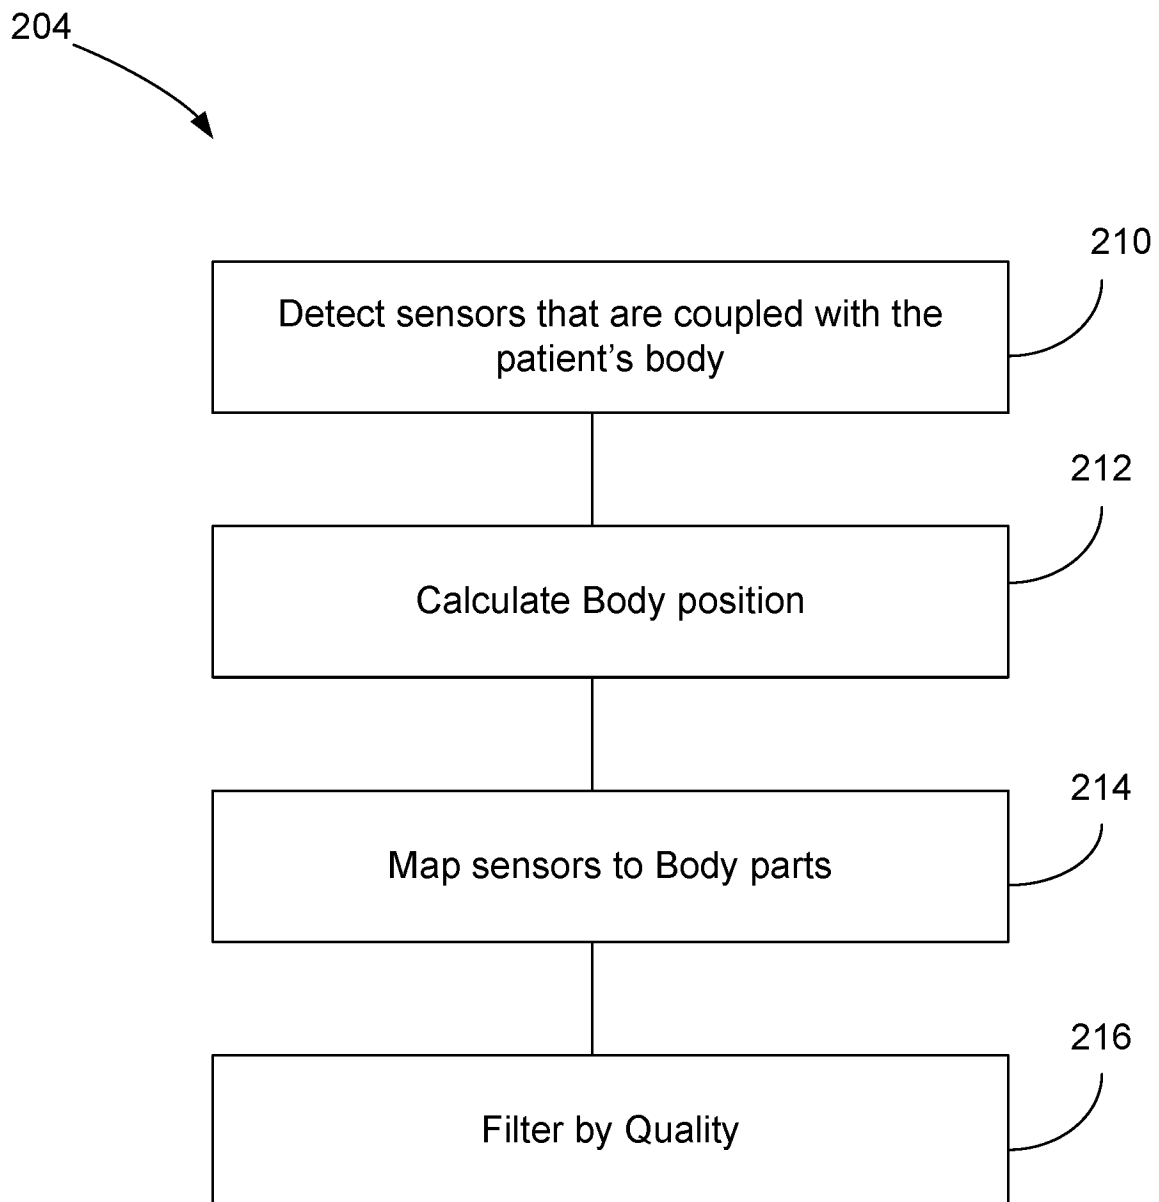 204
210
Detect sensors that are coupled with the
patient’s body
212
Calculate Body position
214
Map sensors to Body parts
216
Filter by Quality